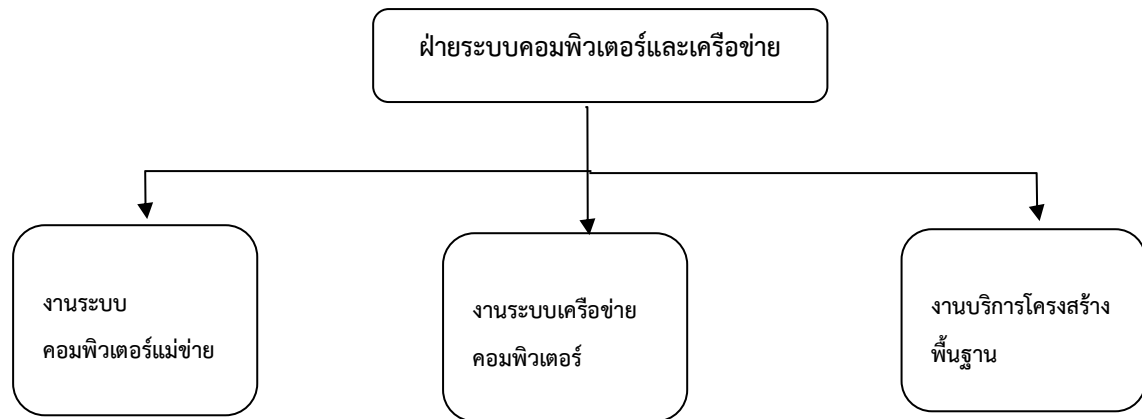 ฝ่ายระบบคอมพิวเตอร์และเครือข่าย
งานระบบ
คอมพิวเตอร์แม่ข่าย
งานระบบเครือข่าย
คอมพิวเตอร์
งานบริการโครงสร้าง
พื้นฐาน